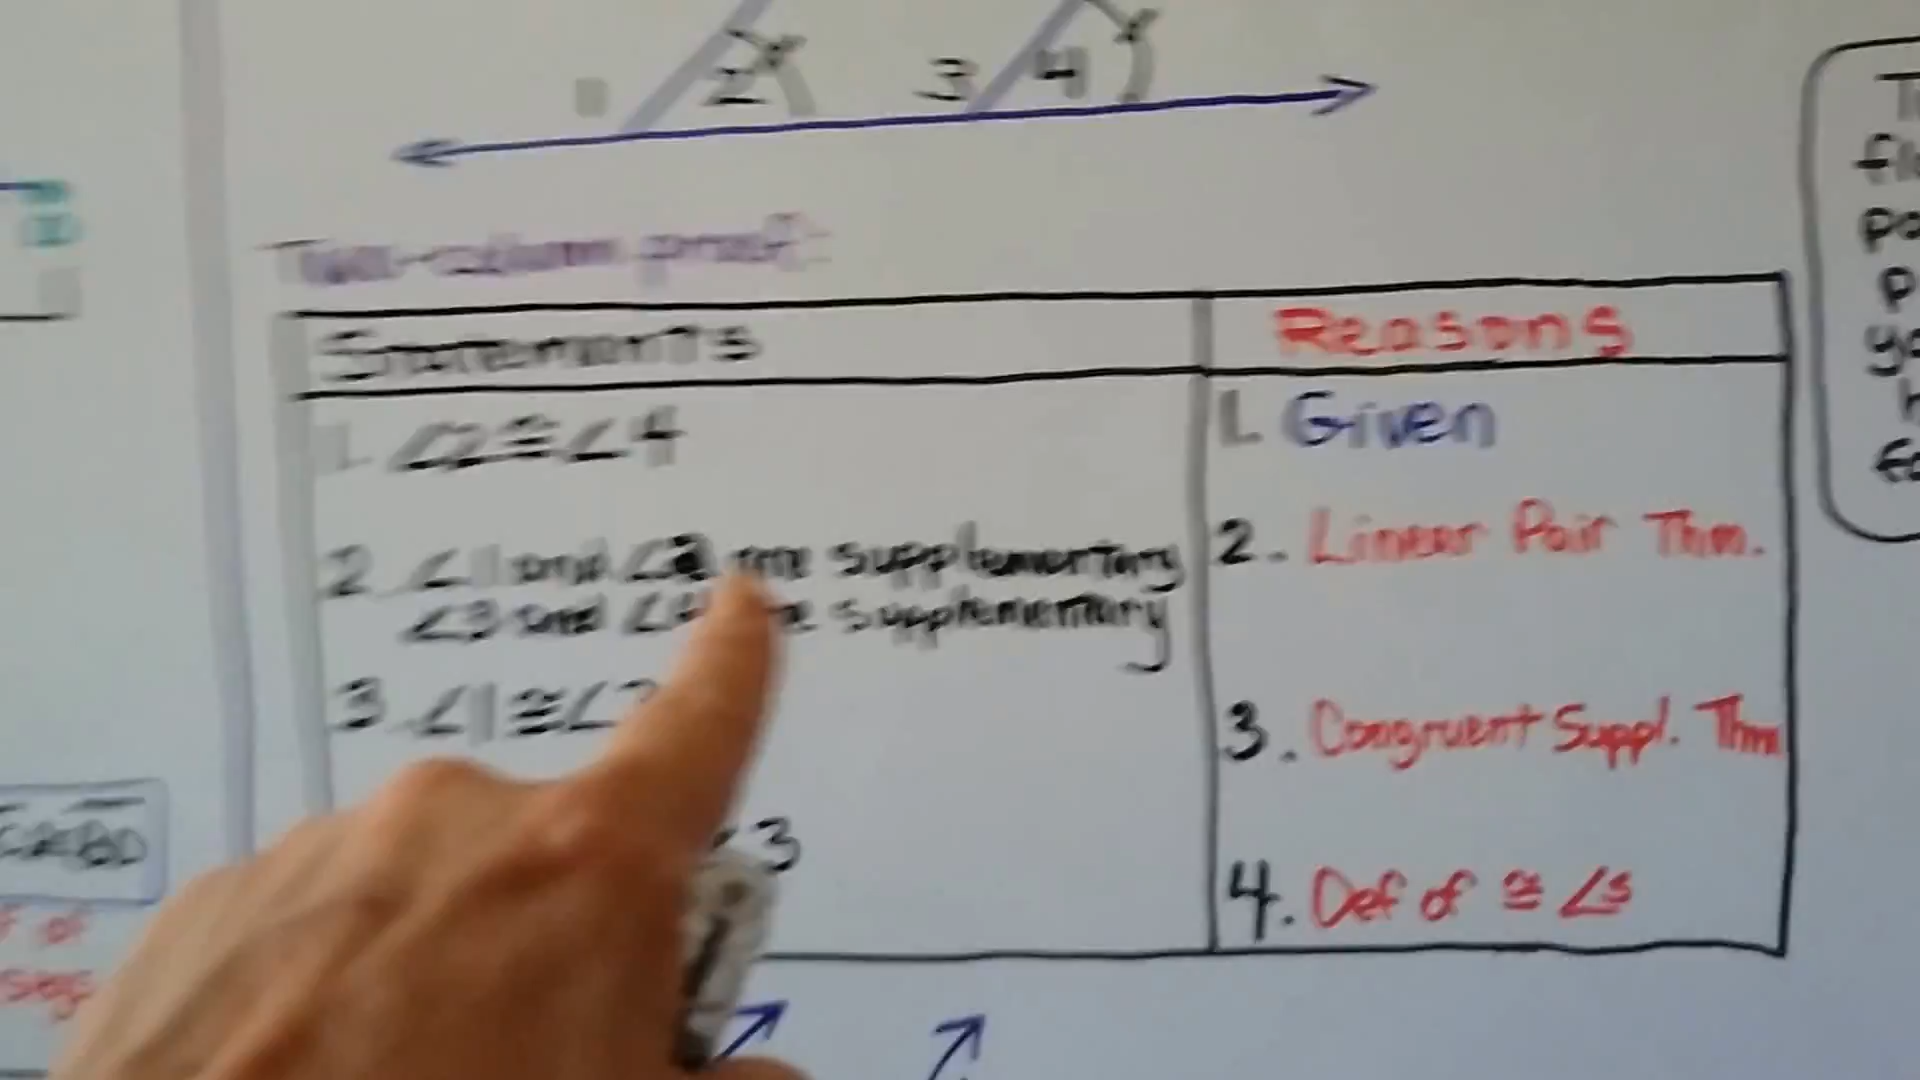 2 3 4
Two-column proof:
Statements Reasons
1. ∠2≅∠4 1. Given
2. ∠1 and ∠2 are supplementary 2. Linear Pair Thm.
∠3 and ∠4 supplementary
3. ∠1≅∠ 3. Congruent Suppl. Thm
3 4. Def of ≅ ∠s
of